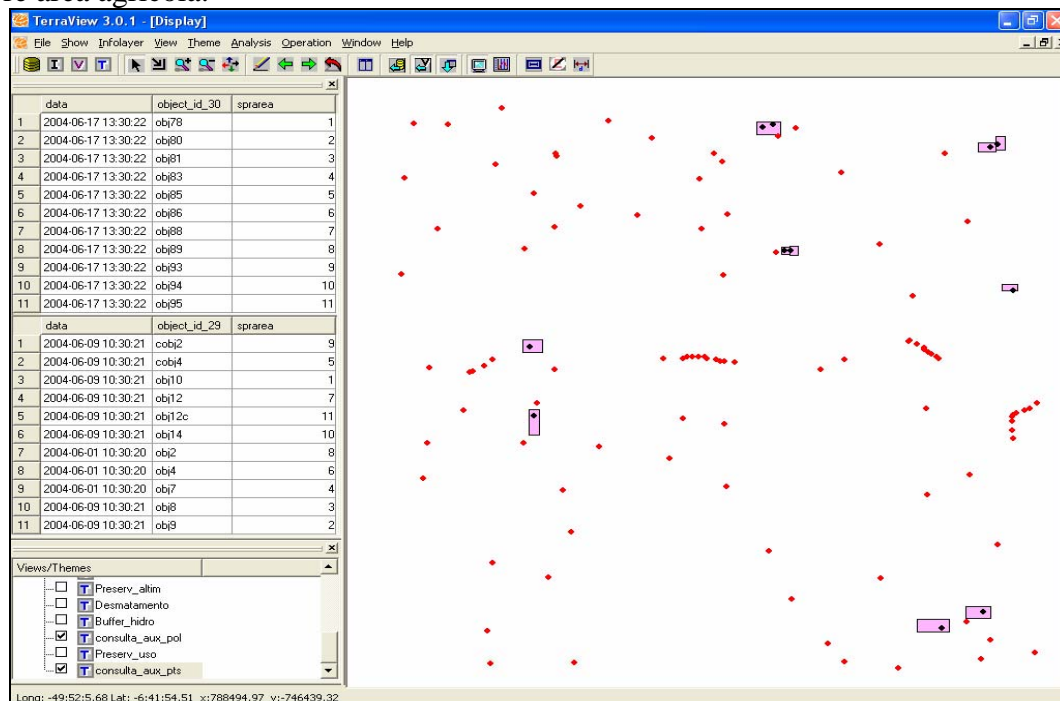 le área agrícola.
TerraView 3.0.1 - [Display]
File Show Infolayer View Theme Analysis Operation Window Help
data object_id_30 sprarea
1 2004-06-17 13:30:22 obj78 1
2 2004-06-17 13:30:22 obj80 2
3 2004-06-17 13:30:22 obj81 3
4 2004-06-17 13:30:22 obj83 4
5 2004-06-17 13:30:22 obj85 5
6 2004-06-17 13:30:22 obj86 6
7 2004-06-17 13:30:22 obj88 7
8 2004-06-17 13:30:22 obj89 8
9 2004-06-17 13:30:22 obj93 9
10 2004-06-17 13:30:22 obj94 10
11 2004-06-17 13:30:22 obj95 11
data object_id_29 sprarea
1 2004-06-09 10:30:21 cobj2 9
2 2004-06-09 10:30:21 cobj4 5
3 2004-06-09 10:30:21 obj10 1
4 2004-06-09 10:30:21 obj12 7
5 2004-06-09 10:30:21 obj12c 11
6 2004-06-09 10:30:21 obj14 10
7 2004-06-01 10:30:20 obj2 8
8 2004-06-01 10:30:20 obj4 6
9 2004-06-01 10:30:20 obj7 4
10 2004-06-09 10:30:21 obj8 3
11 2004-06-09 10:30:21 obj9 2
Views/Themes
Preserv_altim
Desmatamento
Buffer_hidro
consulta_aux_pol
Preserv_uso
consulta_aux_pts
Long: -49:52:5.68 Lat: -6:41:54.51 x:788494.97 y:-746439.32